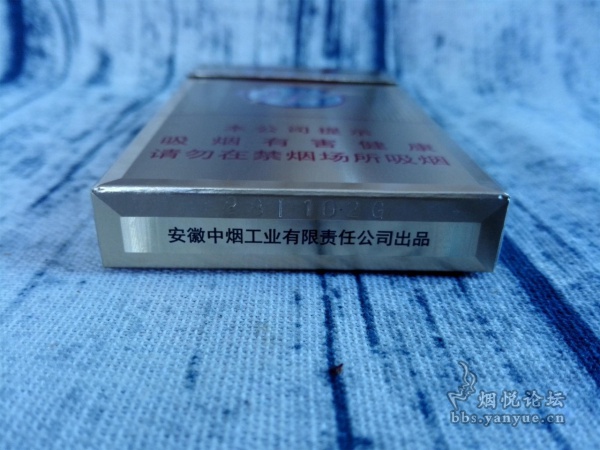 本公司提示
吸烟有害健康
请勿在禁烟场所吸烟
安徽中烟工业有限责任公司出品
烟悦论坛
bbs.yanyue.cn